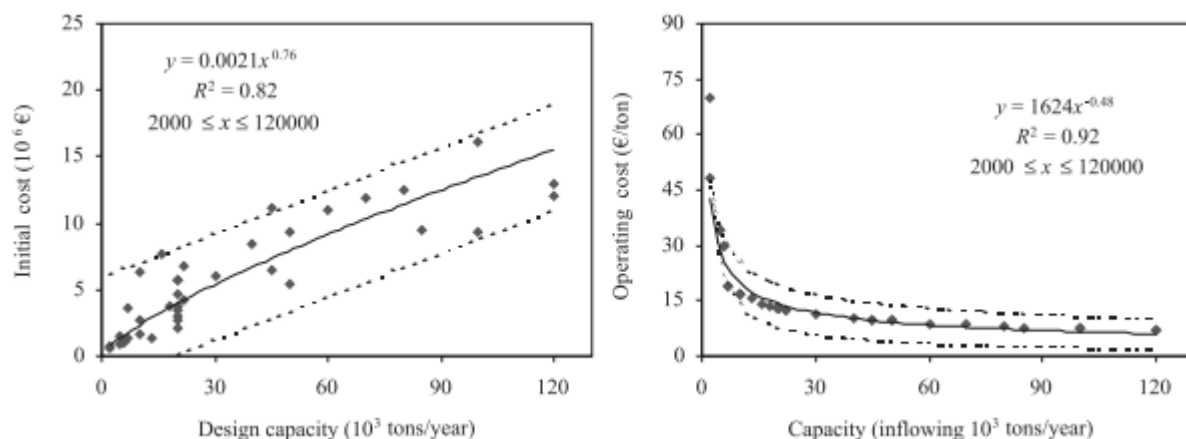 25
20
15
10
5
0
Initial cost (10⁶ €)
y = 0.0021x^0.76
R² = 0.82
2000 ≤ x ≤ 120000
0 30 60 90 120
Design capacity (10³ tons/year)
90
75
60
45
30
15
0
Operating cost (€/ton)
y = 1624x^-0.48
R² = 0.92
2000 ≤ x ≤ 120000
0 30 60 90 120
Capacity (inflowing 10³ tons/year)